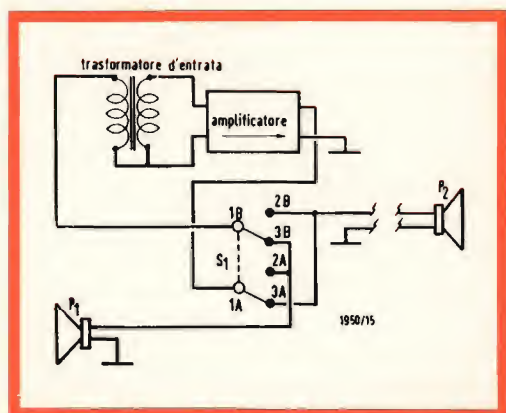 trasformatore d'entrata
amplificatore
2B
P2
1B
3B
S1
2A
1A
3A
P1
1950/15